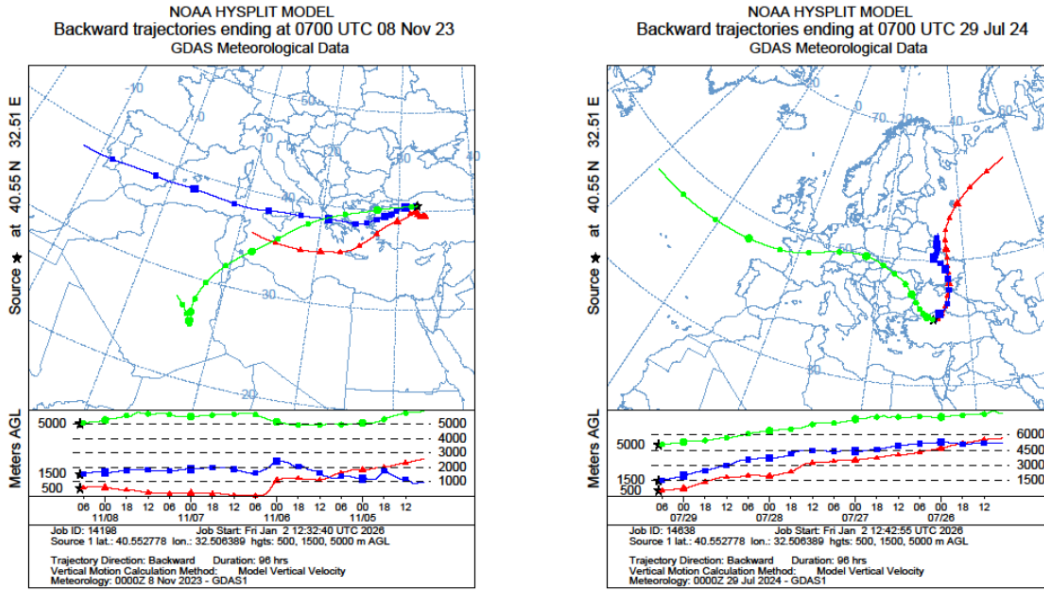 NOAA HYSPLIT MODEL
Backward trajectories ending at 0700 UTC 08 Nov 23
GDAS Meteorological Data
Source ★ at 40.55 N 32.51 E
-10
50
40
30
20
Meters AGL
5000
1500
500
5000
4000
3000
2000
1000
06 00 18 12 06 00 18 12 06 00 18 12 06 00 18 12
11/08 11/07 11/06 11/05
Job ID: 14198 Job Start: Fri Jan 2 12:32:40 UTC 2026
Source 1 lat.: 40.552778 lon.: 32.506389 hgts: 500, 1500, 5000 m AGL
Trajectory Direction: Backward Duration: 96 hrs
Vertical Motion Calculation Method: Model Vertical Velocity
Meteorology: 0000Z 8 Nov 2023 - GDAS1
NOAA HYSPLIT MODEL
Backward trajectories ending at 0700 UTC 29 Jul 24
GDAS Meteorological Data
Source ★ at 40.55 N 32.51 E
70
60
50
40
Meters AGL
5000
1500
500
6000
4500
3000
1500
06 00 18 12 06 00 18 12 06 00 18 12 06 00 18 12
07/29 07/28 07/27 07/26
Job ID: 14638 Job Start: Fri Jan 2 12:42:55 UTC 2026
Source 1 lat.: 40.552778 lon.: 32.506389 hgts: 500, 1500, 5000 m AGL
Trajectory Direction: Backward Duration: 96 hrs
Vertical Motion Calculation Method: Model Vertical Velocity
Meteorology: 0000Z 29 Jul 2024 - GDAS1